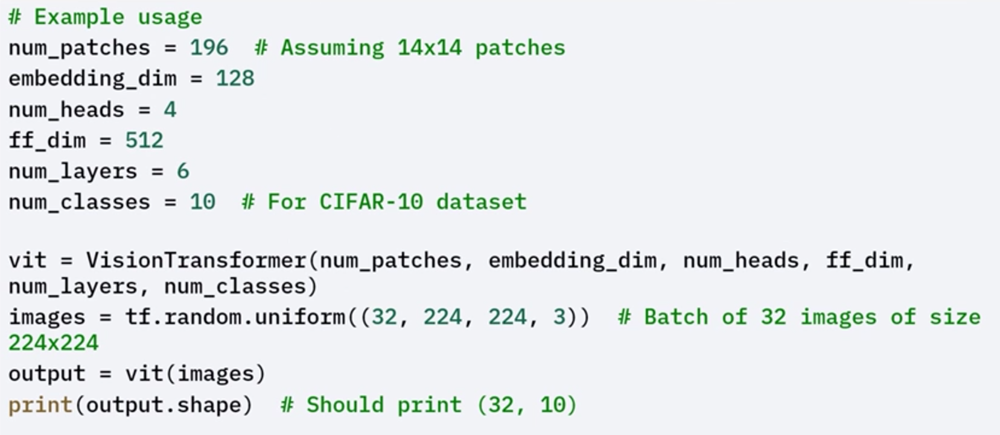 # Example usage
num_patches = 196  # Assuming 14x14 patches
embedding_dim = 128
num_heads = 4
ff_dim = 512
num_layers = 6
num_classes = 10  # For CIFAR-10 dataset

vit = VisionTransformer(num_patches, embedding_dim, num_heads, ff_dim,
num_layers, num_classes)
images = tf.random.uniform((32, 224, 224, 3))  # Batch of 32 images of size
224x224
output = vit(images)
print(output.shape)  # Should print (32, 10)